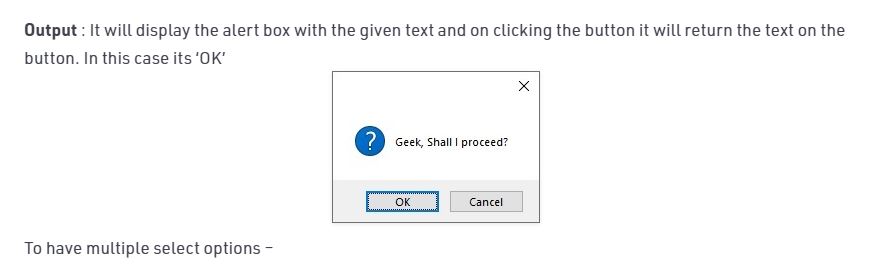 Output : It will display the alert box with the given text and on clicking the button it will return the text on the
button. In this case its ‘OK’
Geek, Shall I proceed?
OK Cancel
To have multiple select options –